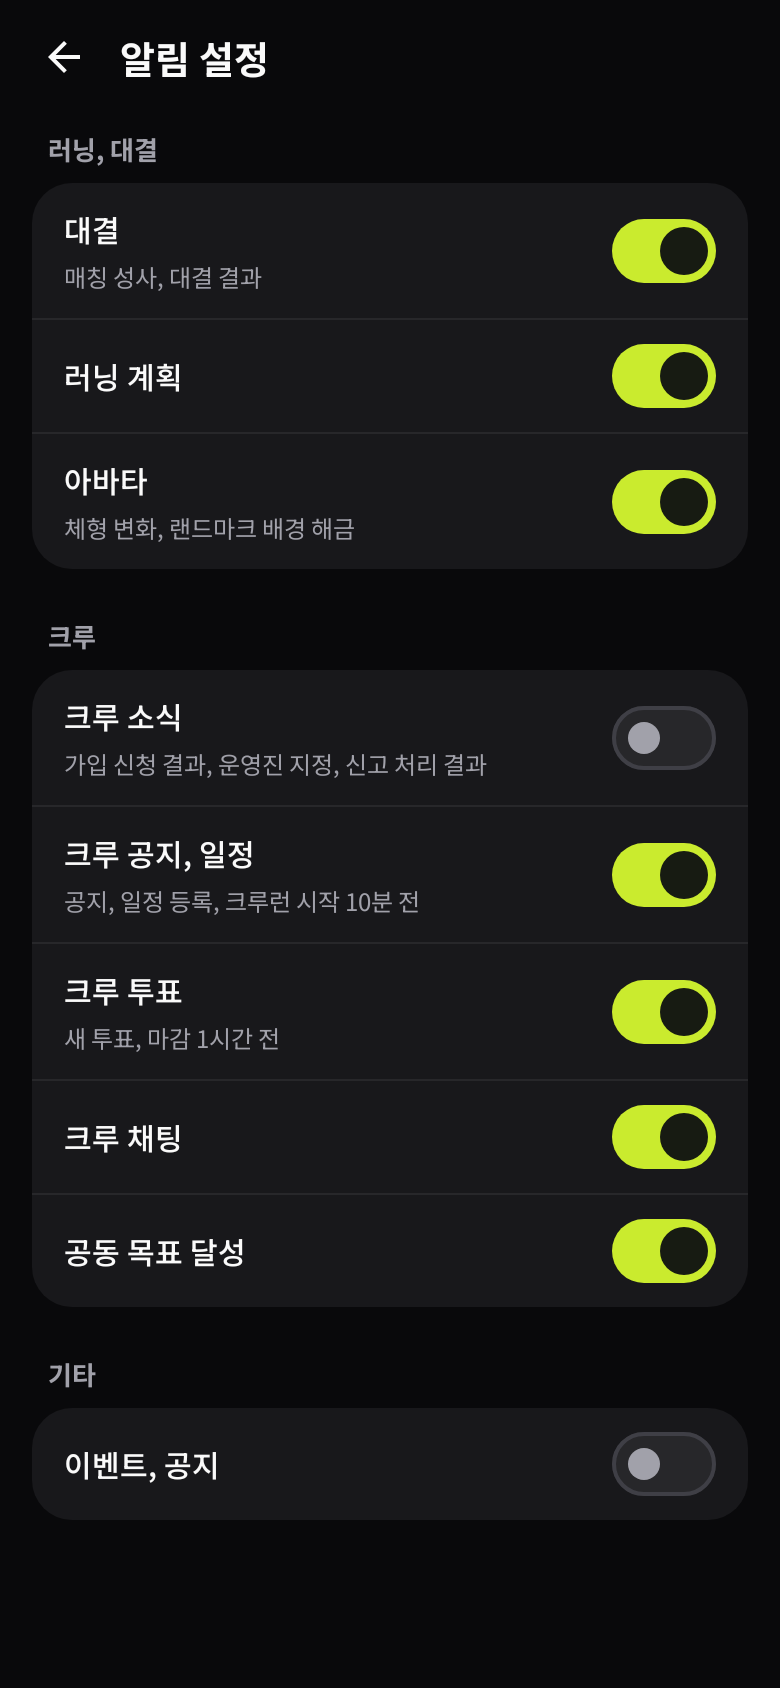 알림 설정
러닝, 대결
대결
매칭 성사, 대결 결과
러닝 계획
아바타
체형 변화, 랜드마크 배경 해금
크루
크루 소식
가입 신청 결과, 운영진 지정, 신고 처리 결과
크루 공지, 일정
공지, 일정 등록, 크루런 시작 10분 전
크루 투표
새 투표, 마감 1시간 전
크루 채팅
공동 목표 달성
기타
이벤트, 공지